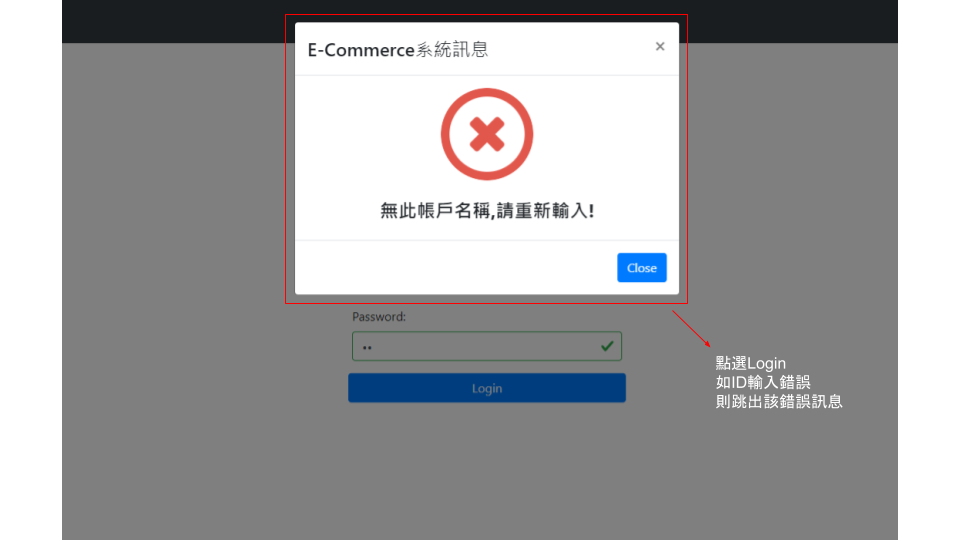 E-Commerce系統訊息
×
無此帳戶名稱,請重新輸入!
Close
Password:
••
Login
點選Login
如ID輸入錯誤
則跳出該錯誤訊息